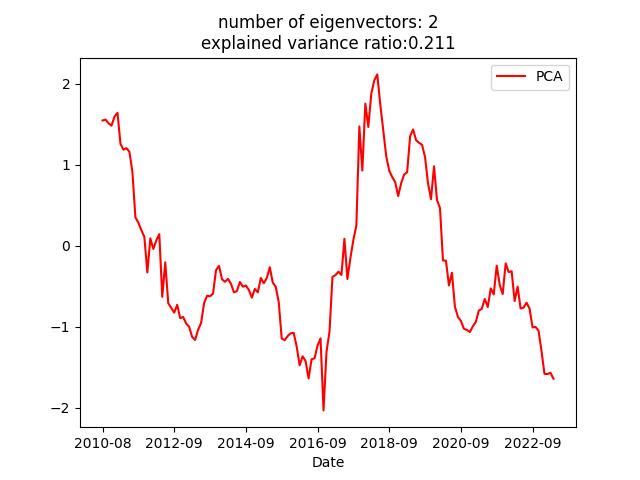 number of eigenvectors: 2
explained variance ratio:0.211
PCA
2
1
0
−1
−2
2010-08 2012-09 2014-09 2016-09 2018-09 2020-09 2022-09
Date